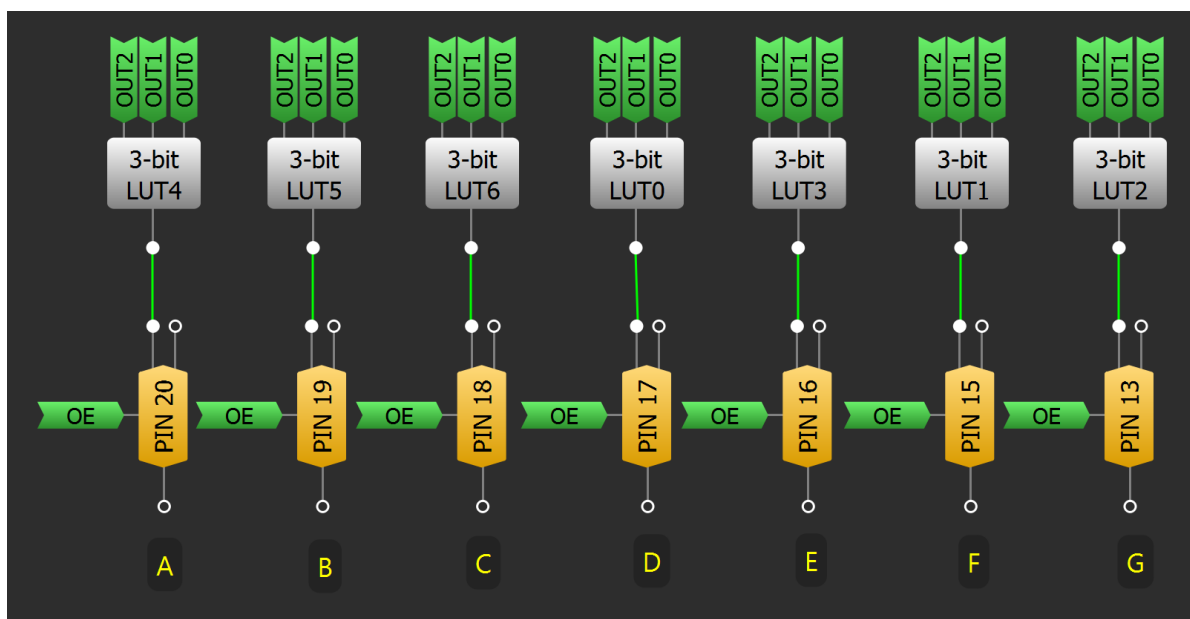 OUT2 OUT1 OUT0 OUT2 OUT1 OUT0 OUT2 OUT1 OUT0 OUT2 OUT1 OUT0 OUT2 OUT1 OUT0 OUT2 OUT1 OUT0 OUT2 OUT1 OUT0
3-bit 3-bit 3-bit 3-bit 3-bit 3-bit 3-bit
LUT4 LUT5 LUT6 LUT0 LUT3 LUT1 LUT2
OE PIN 20 OE PIN 19 OE PIN 18 OE PIN 17 OE PIN 16 OE PIN 15 OE PIN 13
A B C D E F G